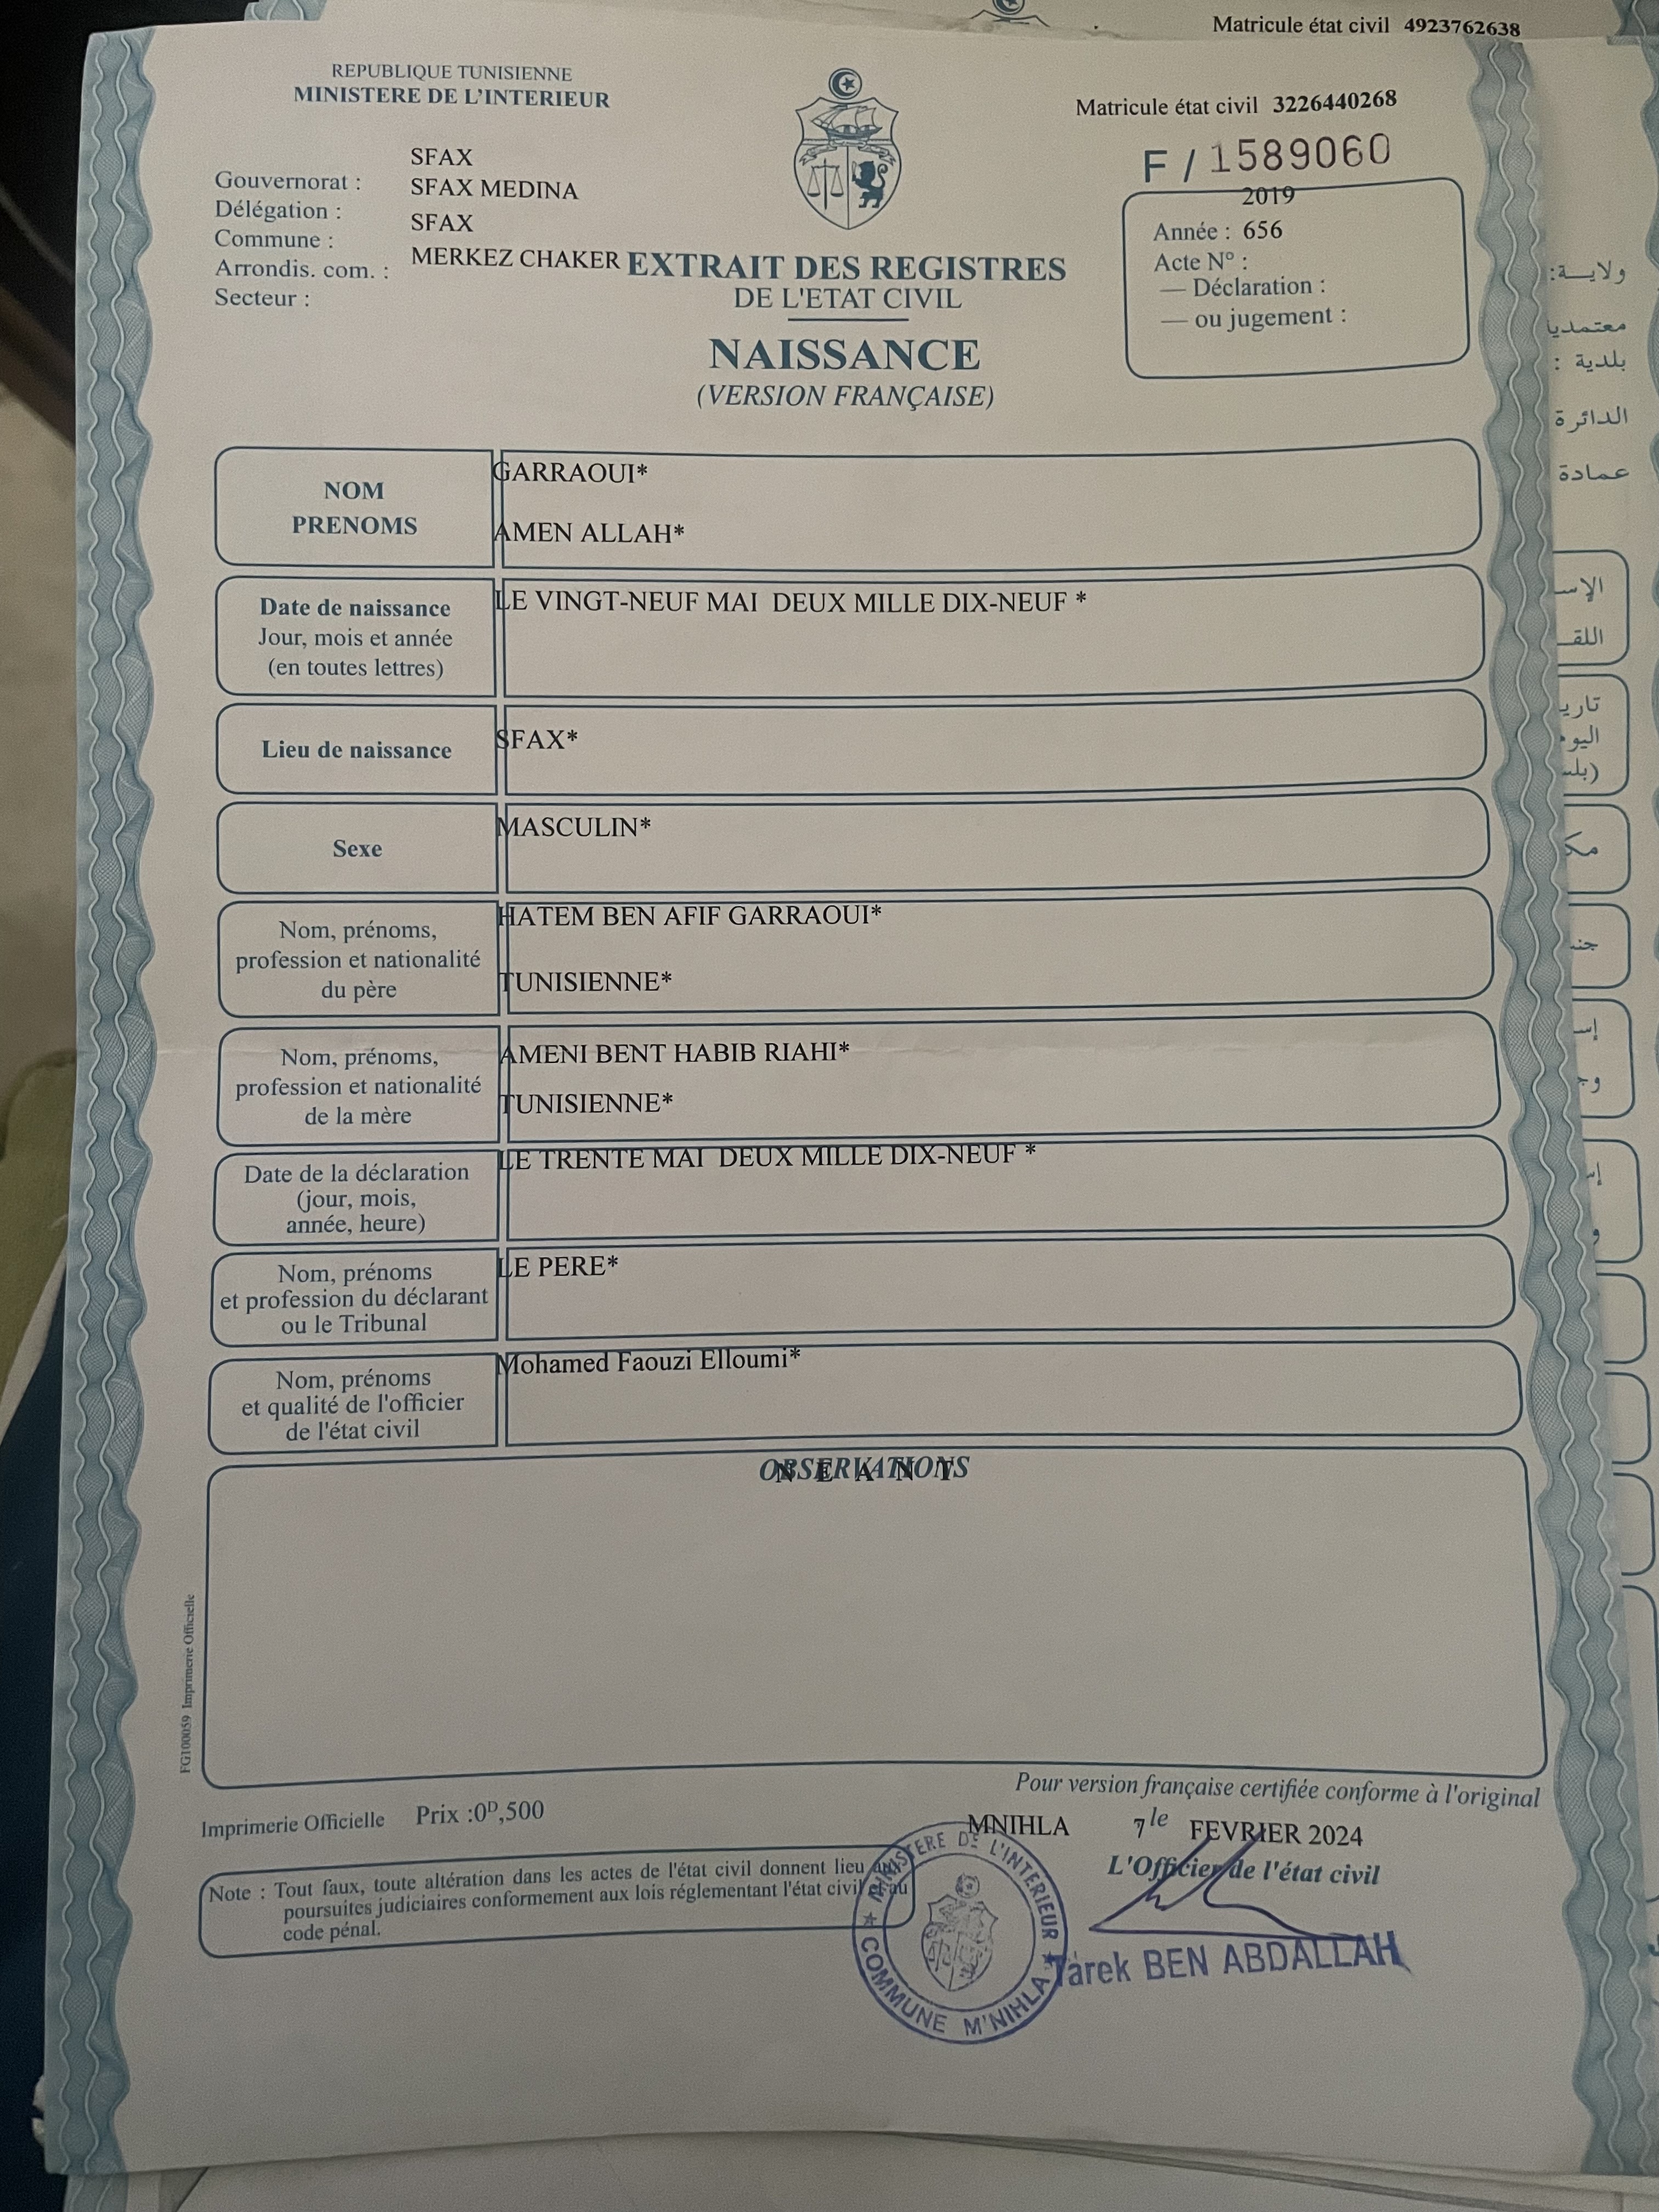 Matricule état civil 4923762638
REPUBLIQUE TUNISIENNE
MINISTERE DE L'INTERIEUR
Matricule état civil 3226440268
F / 1589060
SFAX
Gouvernorat :
SFAX MEDINA
Délégation :
SFAX
Commune :
MERKEZ CHAKER
Arrondis. com. :
Secteur :
2019
Année : 656
Acte N° :
— Déclaration :
— ou jugement :
EXTRAIT DES REGISTRES
DE L'ETAT CIVIL
NAISSANCE
(VERSION FRANÇAISE)
NOM
PRENOMS
GARRAOUI*
AMEN ALLAH*
Date de naissance
Jour, mois et année
(en toutes lettres)
LE VINGT-NEUF MAI DEUX MILLE DIX-NEUF *
Lieu de naissance
SFAX*
Sexe
MASCULIN*
Nom, prénoms,
profession et nationalité
du père
HATEM BEN AFIF GARRAOUI*
TUNISIENNE*
Nom, prénoms,
profession et nationalité
de la mère
AMENI BENT HABIB RIAHI*
TUNISIENNE*
Date de la déclaration
(jour, mois,
année, heure)
LE TRENTE MAI DEUX MILLE DIX-NEUF *
Nom, prénoms
et profession du déclarant
ou le Tribunal
LE PERE*
Nom, prénoms
et qualité de l'officier
de l'état civil
Mohamed Faouzi Elloumi*
OBSERVATIONS
N E A N T
FG100059 Imprimerie Officielle
Pour version française certifiée conforme à l'original
Imprimerie Officielle Prix :0D,500
MNIHLA 7 le FEVRIER 2024
L'Officier de l'état civil
Note : Tout faux, toute altération dans les actes de l'état civil donnent lieu aux
poursuites judiciaires conformement aux lois réglementant l'état civil et au
code pénal.
MINISTERE DE L'INTERIEUR
COMMUNE M'NIHLA
Tarek BEN ABDALLAH
ولايـــة:
بلدية :
الدائرة
عمادة